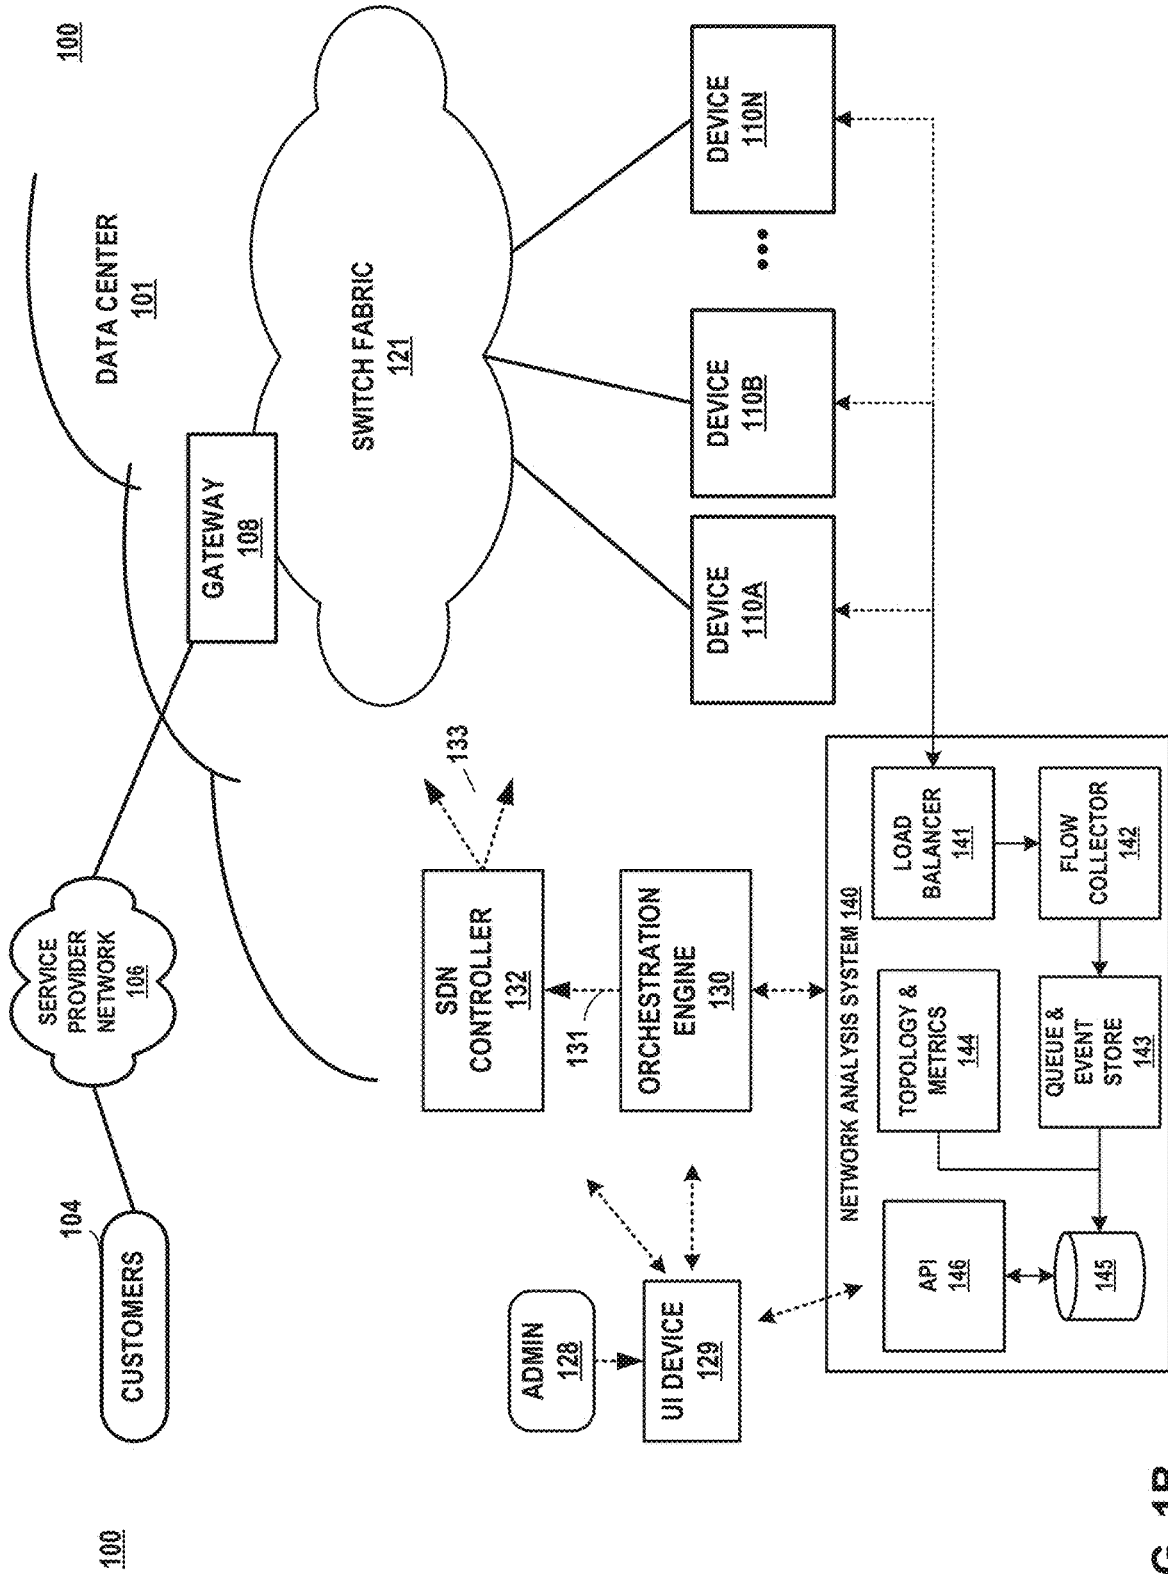 100
100
DATA CENTER
101
CUSTOMERS
104
SERVICE
PROVIDER
NETWORK
106
GATEWAY
108
SWITCH FABRIC
121
ADMIN
128
UI DEVICE
129
SDN
CONTROLLER
132
133
131
ORCHESTRATION
ENGINE
130
DEVICE
110A
DEVICE
110B
DEVICE
110N
NETWORK ANALYSIS SYSTEM 140
API
146
TOPOLOGY &
METRICS
144
LOAD
BALANCER
141
145
QUEUE &
EVENT
STORE
143
FLOW
COLLECTOR
142
G. 1B